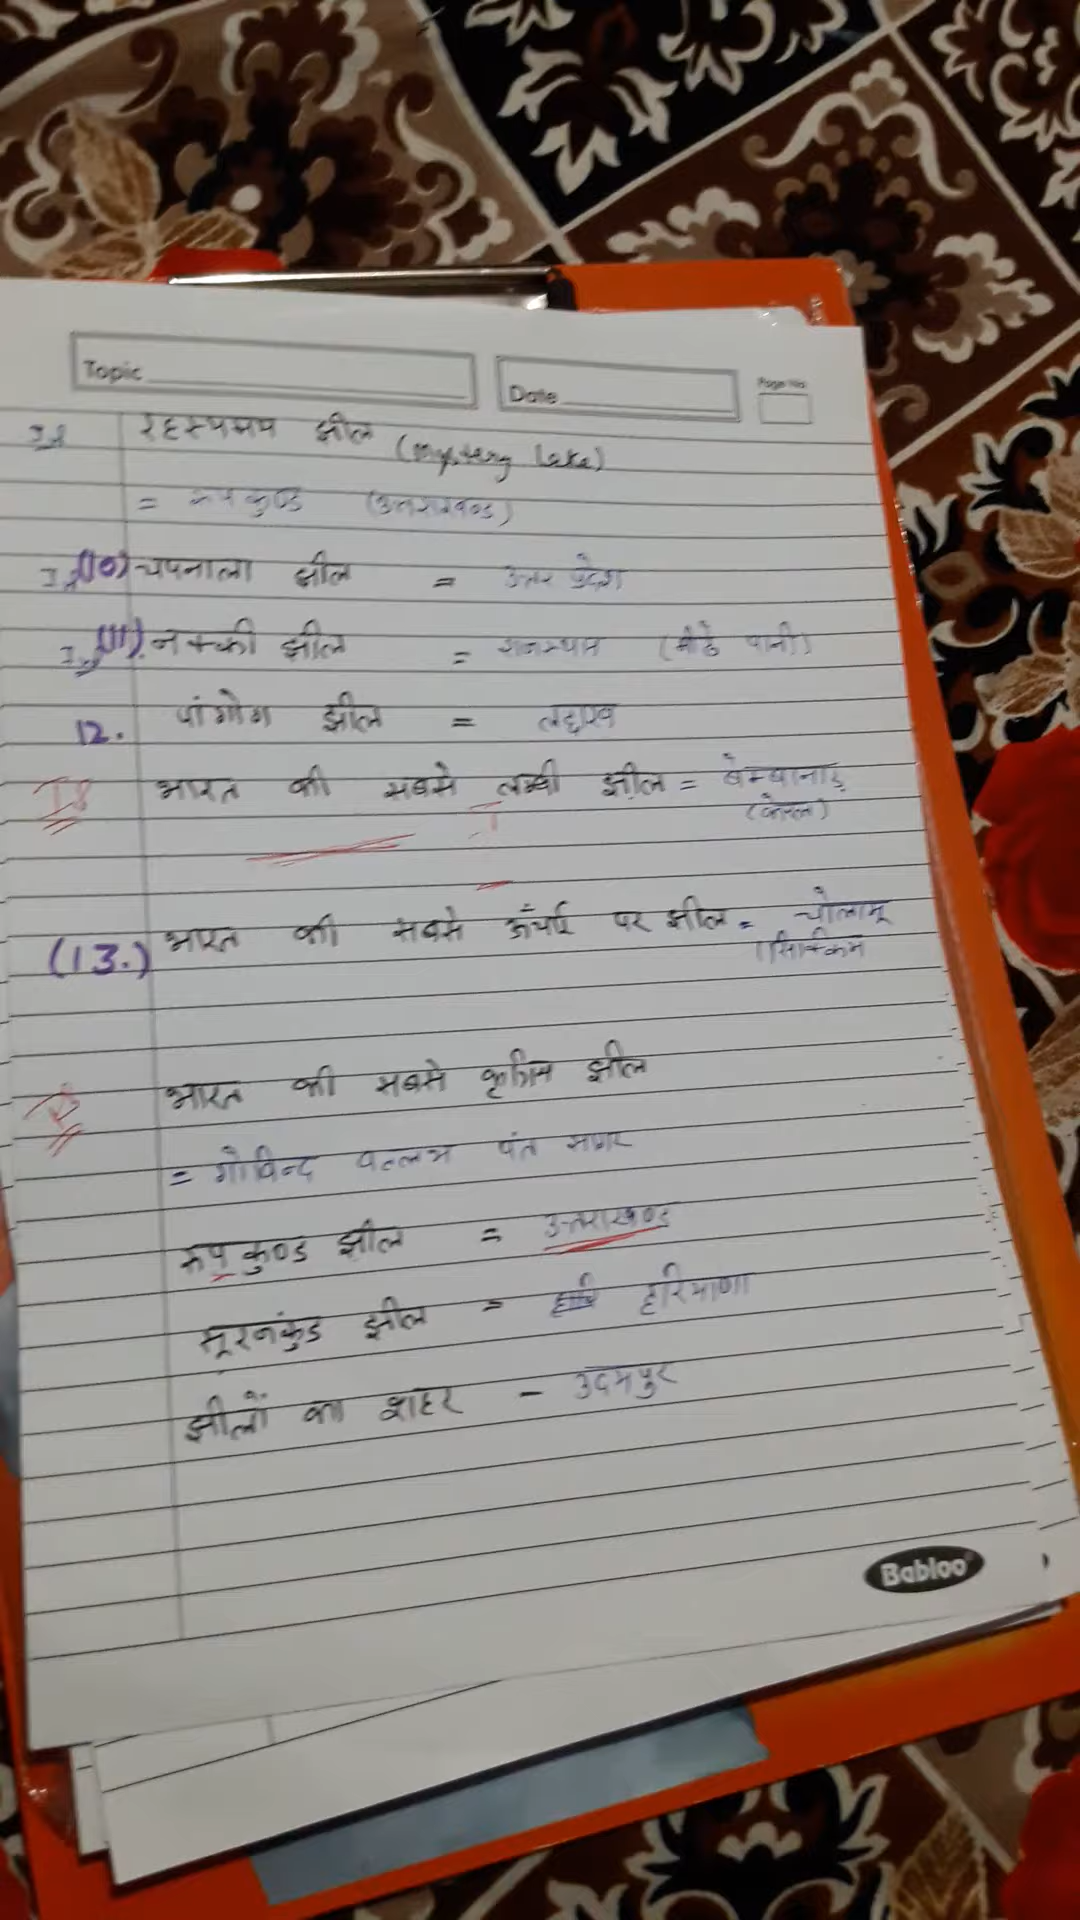 Topic
Date
Page No
रहस्यमय झील (mystery lake)
= रूपकुण्ड (उत्तराखण्ड)
(10) झील = उत्तर प्रदेश
(11) नक्की झील = राजस्थान (मीठे पानी)
12. पांगोंग झील = लद्दाख
भारत की सबसे लम्बी झील = वेम्बानाड़
(केरल)
(13.) भारत की सबसे ऊँचाई पर झील = चोलामू
(सिक्किम
भारत की सबसे कृत्रिम झील
= गोविन्द वल्लभ पंत सागर
रूपकुण्ड झील = उत्तराखण्ड
सूरजकुंड झील = हरियाणा
झीलों का शहर - उदयपुर
Babloo